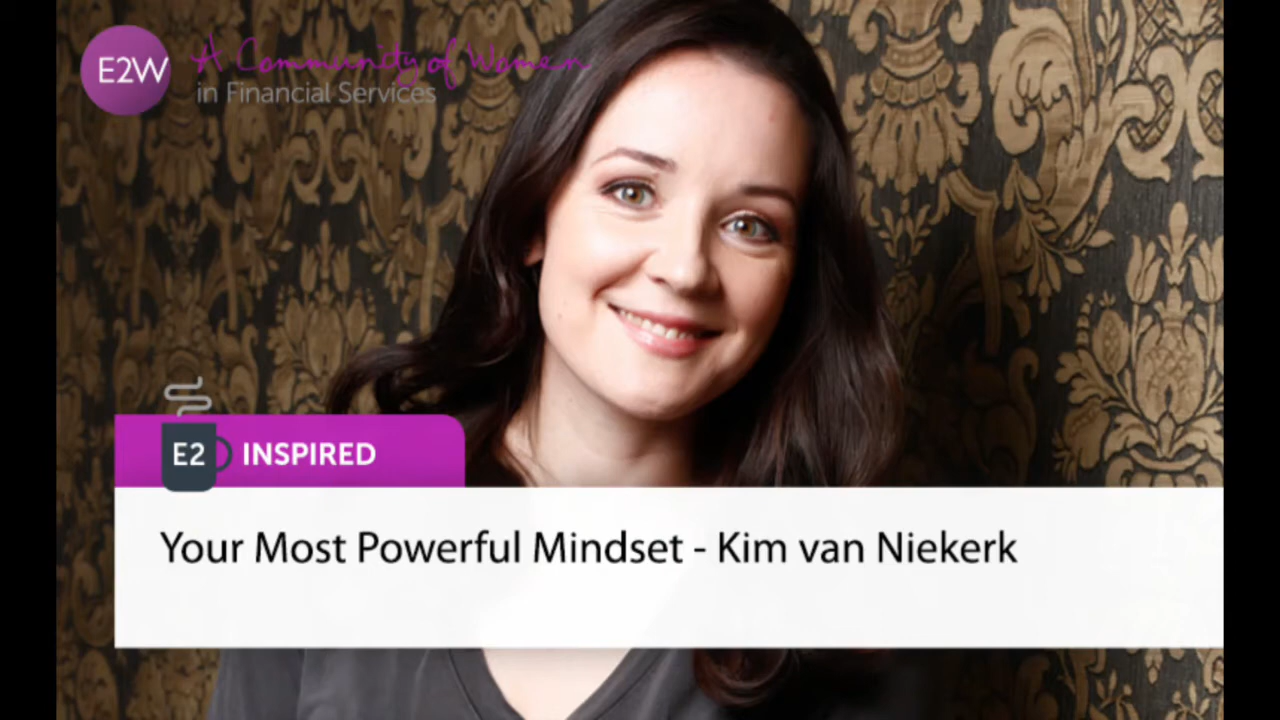 E2W
A Community of Women
in Financial Services
E2 INSPIRED
Your Most Powerful Mindset - Kim van Niekerk